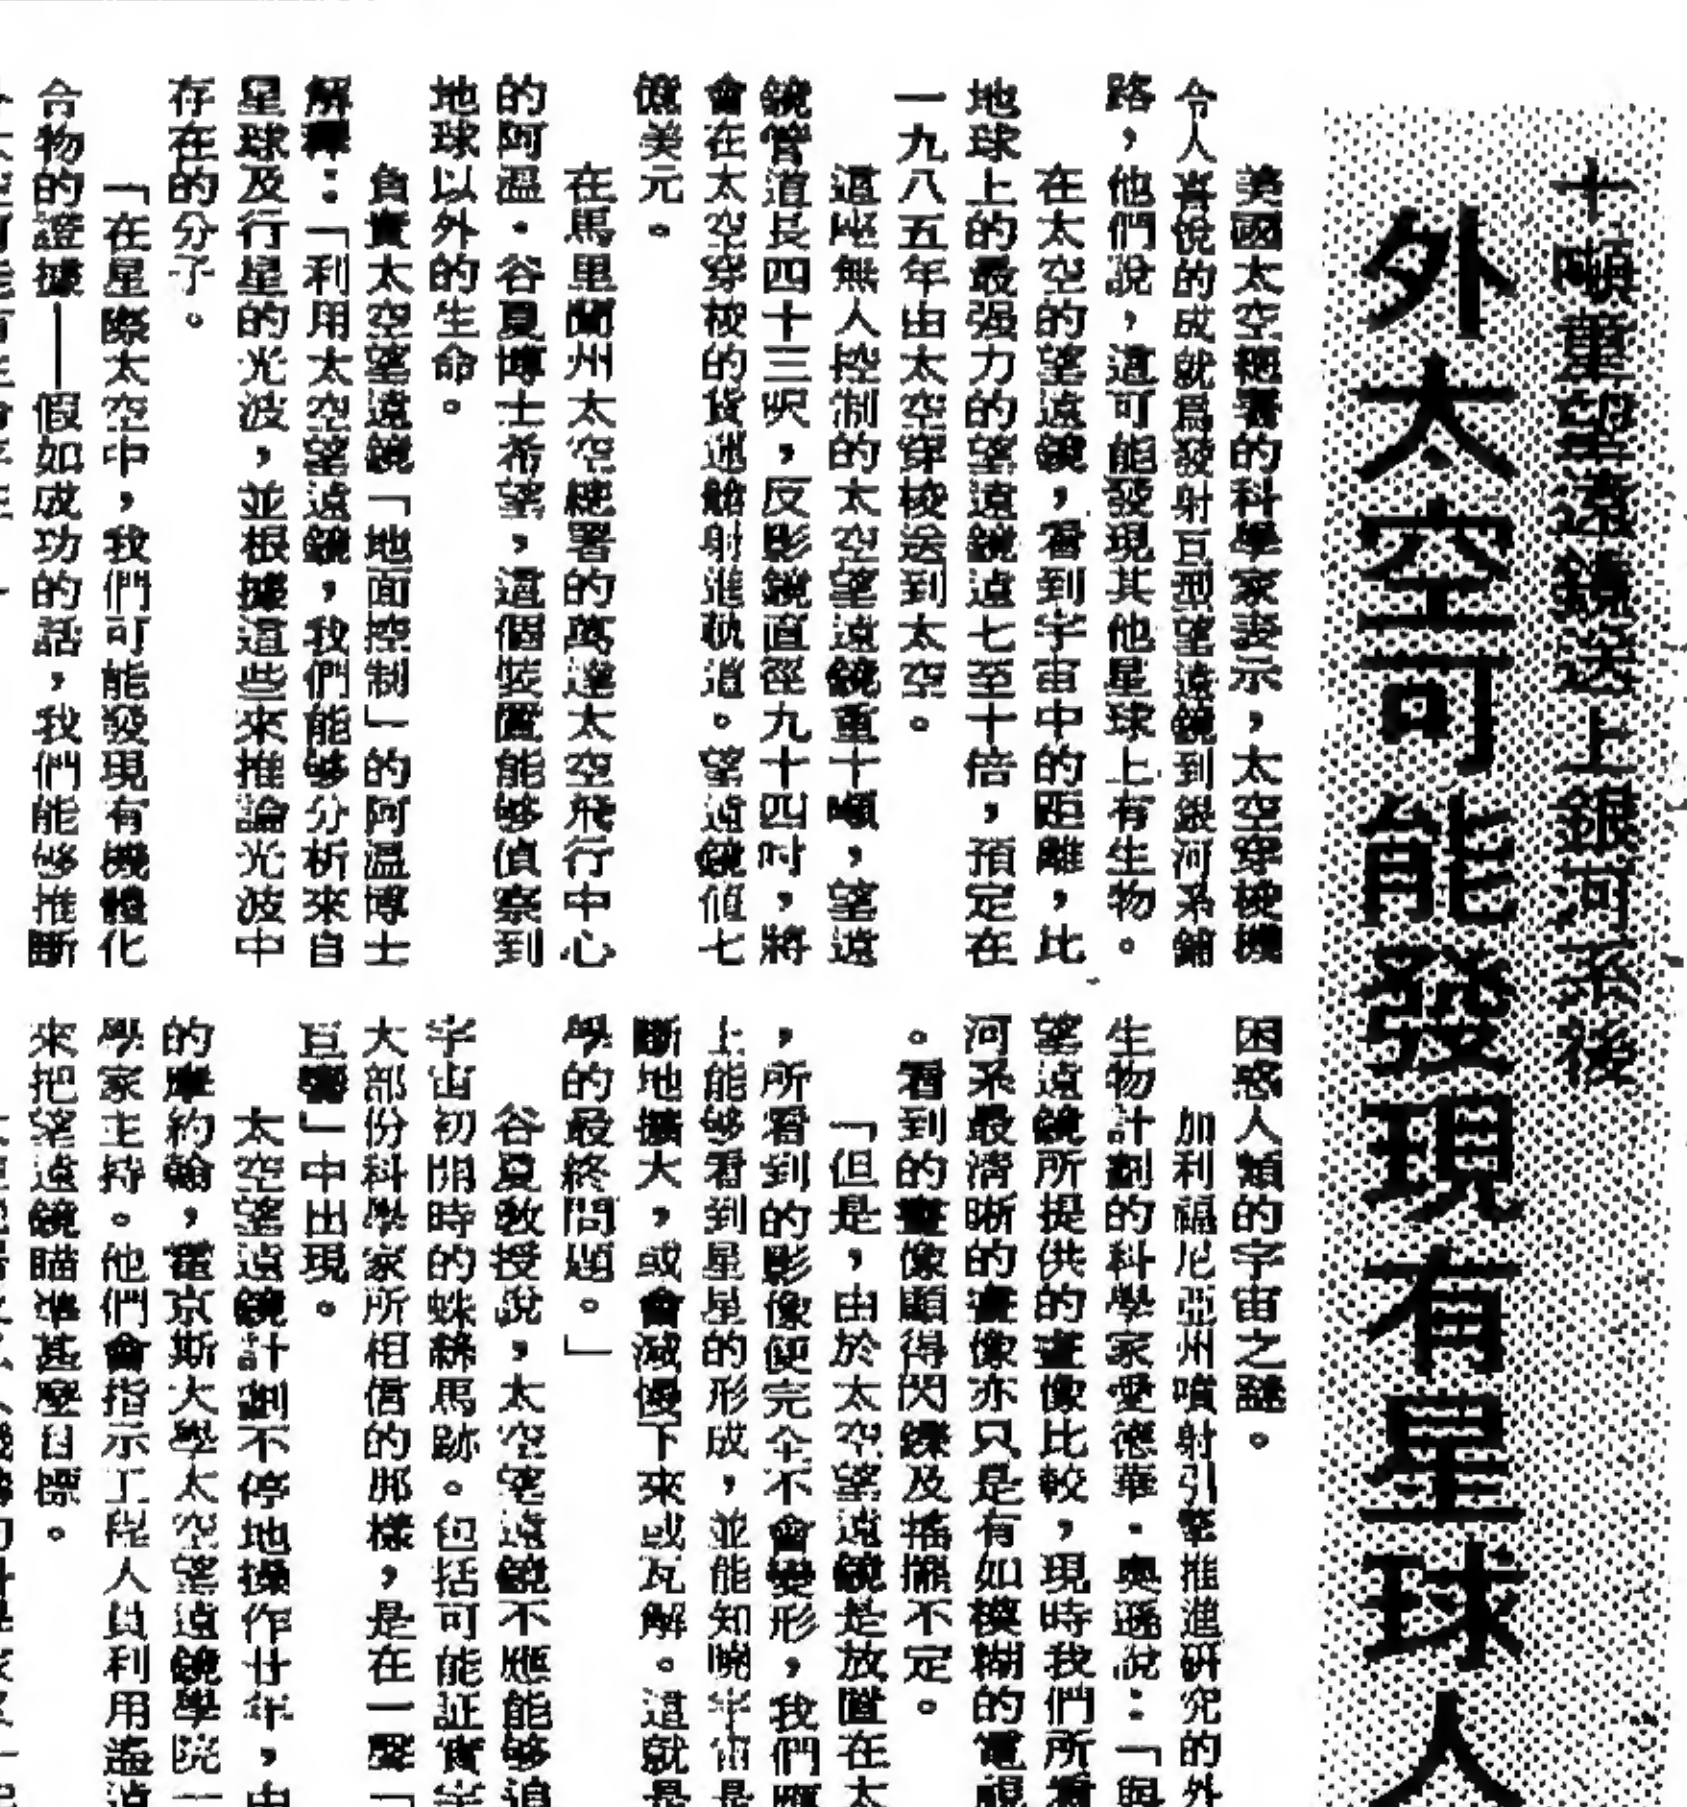 十噸重望遠鏡送上銀河系後
外太空可能發現有星球人
美國太空總署的科學家表示，太空穿梭機
令人喜悅的成就爲發射巨型望遠鏡到銀河系鋪
路，他們說，這可能發現其他星球上有生物。
在太空的望遠鏡，看到宇宙中的距離，比
地球上的最强力的望遠鏡遠七至十倍，預定在
一九八五年由太空穿梭送到太空。
這座無人控制的太空望遠鏡重十噸，望遠
鏡管道長四十三呎，反影鏡直徑九十四吋，將
會在太空穿梭的貨運艙射進軌道。望遠鏡值七
億美元。
在馬里蘭州太空總署的萬達太空飛行中心
的阿溫·谷夏博士希望，這個裝置能够偵察到
地球以外的生命。
負責太空望遠鏡「地面控制」的阿溫博士
解釋：「利用太空望遠鏡，我們能够分析來自
星球及行星的光波，並根據這些來推論光波中
存在的分子。
「在星際太空中，我們可能發現有機體化
合物的證據——假如成功的話，我們能够推斷
困惑人類的宇宙之謎。
加利福尼亞州噴射引擎推進研究的外
生物計劃的科學家愛德華·奧遜說：「與
望遠鏡所提供的畫像比較，現時我們所看
河系最清晰的畫像亦只是有如模糊的電視
。看到的畫像顯得閃爍及搖擺不定。
「但是，由於太空望遠鏡是放置在太
，所看到的影像便完全不會變形，我們應
上能够看到星星的形成，並能知曉宇宙是
斷地擴大，或會減慢下來或瓦解。這就是
學的最終問題。」
谷夏教授說，太空望遠鏡不應能够追
宇宙初開時的蛛絲馬跡。包括可能証實宇
大部份科學家所相信的那樣，是在一聲「
巨響」中出現。
太空望遠鏡計劃不停地操作廿年，由
的摩約翰，霍京斯大學太空望遠鏡學院一
學家主持。他們會指示工程人員利用遙遠
來把望遠鏡瞄準甚麼目標。